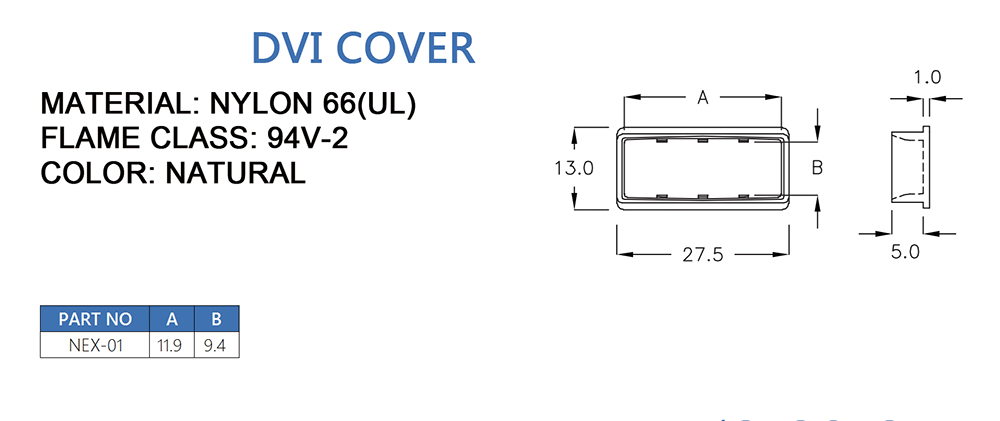 DVI COVER
MATERIAL: NYLON 66(UL)
FLAME CLASS: 94V-2
COLOR: NATURAL
1.0
A
13.0
B
27.5
5.0
PART NO A B
NEX-01 11.9 9.4